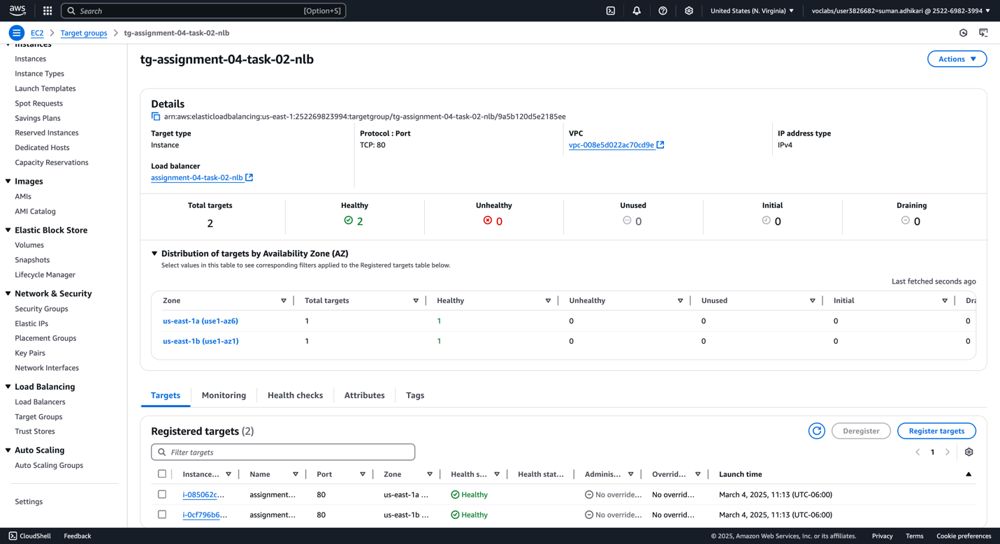 aws
Search [Option+S] United States (N. Virginia) voclabs/user3826682=suman.adhikari @ 2522-6982-3994
EC2 > Target groups > tg-assignment-04-task-02-nlb
Instances
Instances
Instance Types
Launch Templates
Spot Requests
Savings Plans
Reserved Instances
Dedicated Hosts
Capacity Reservations
Images
AMIs
AMI Catalog
Elastic Block Store
Volumes
Snapshots
Lifecycle Manager
Network & Security
Security Groups
Elastic IPs
Placement Groups
Key Pairs
Network Interfaces
Load Balancing
Load Balancers
Target Groups
Trust Stores
Auto Scaling
Auto Scaling Groups
Settings
tg-assignment-04-task-02-nlb
Actions
Details
arn:aws:elasticloadbalancing:us-east-1:252269823994:targetgroup/tg-assignment-04-task-02-nlb/9a5b120d5e2185ee
Target type Protocol : Port VPC IP address type
Instance TCP: 80 vpc-008e5d022ac70cd9e IPv4
Load balancer
assignment-04-task-02-nlb
Total targets Healthy Unhealthy Unused Initial Draining
2 2 0 0 0 0
Distribution of targets by Availability Zone (AZ)
Select values in this table to see corresponding filters applied to the Registered targets table below.
Last fetched seconds ago
Zone Total targets Healthy Unhealthy Unused Initial Dra
us-east-1a (use1-az6) 1 1 0 0 0 0
us-east-1b (use1-az1) 1 1 0 0 0 0
Targets Monitoring Health checks Attributes Tags
Registered targets (2) Deregister Register targets
Filter targets 1
Instance... Name Port Zone Health s... Health stat... Adminis... Overrid... Launch time
i-085062c... assignment... 80 us-east-1a ... Healthy No override... No overrid... March 4, 2025, 11:13 (UTC-06:00)
i-0cf796b6... assignment... 80 us-east-1b ... Healthy No override... No overrid... March 4, 2025, 11:13 (UTC-06:00)
CloudShell Feedback © 2025, Amazon Web Services, Inc. or its affiliates. Privacy Terms Cookie preferences